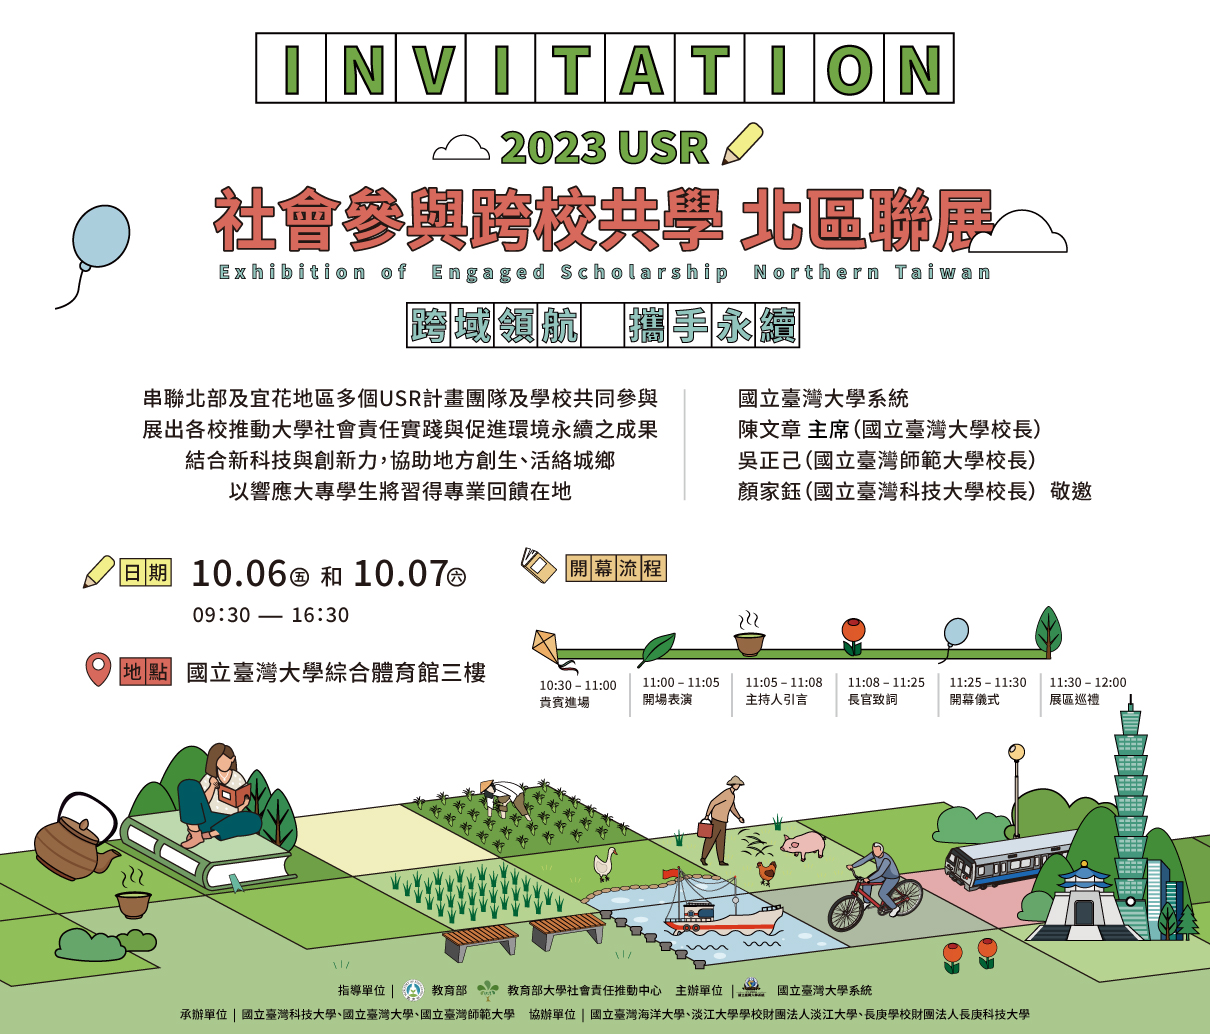 INVITATION
2023 USR
社會參與跨校共學 北區聯展
Exhibition of Engaged Scholarship Northern Taiwan
跨域領航 攜手永續
串聯北部及宜花地區多個USR計畫團隊及學校共同參與
展出各校推動大學社會責任實踐與促進環境永續之成果
結合新科技與創新力，協助地方創生、活絡城鄉
以響應大專學生將習得專業回饋在地
國立臺灣大學系統
陳文章 主席（國立臺灣大學校長）
吳正己（國立臺灣師範大學校長）
顏家鈺（國立臺灣科技大學校長） 敬邀
日期 10.06㊄ 和 10.07㊅
09:30 — 16:30
地點 國立臺灣大學綜合體育館三樓
開幕流程
10:30 – 11:00
貴賓進場
11:00 – 11:05
開場表演
11:05 – 11:08
主持人引言
11:08 – 11:25
長官致詞
11:25 – 11:30
開幕儀式
11:30 – 12:00
展區巡禮
指導單位｜ 教育部 教育部大學社會責任推動中心 主辦單位｜ 國立臺灣大學系統
承辦單位｜國立臺灣科技大學、國立臺灣大學、國立臺灣師範大學 協辦單位｜國立臺灣海洋大學、淡江大學學校財團法人淡江大學、長庚學校財團法人長庚科技大學